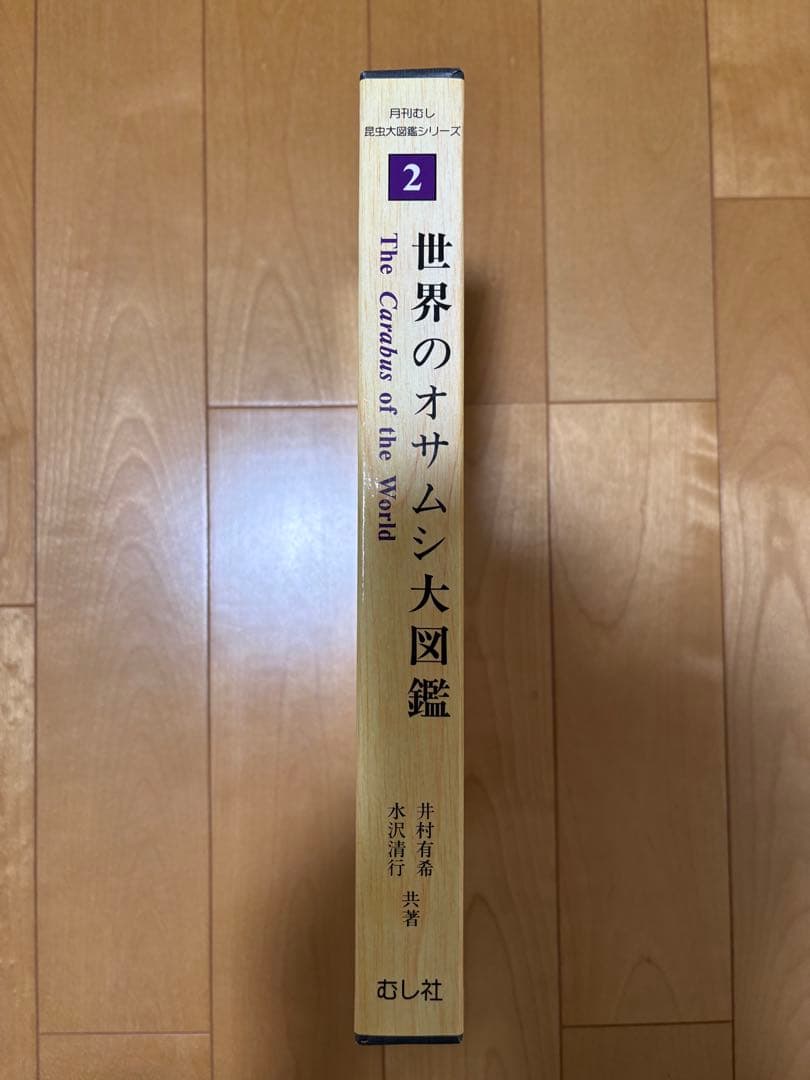 月刊むし
昆虫大図鑑シリーズ
2
世界のオサムシ大図鑑
The Carabus of the World
井村有希
水沢清行
共著
むし社